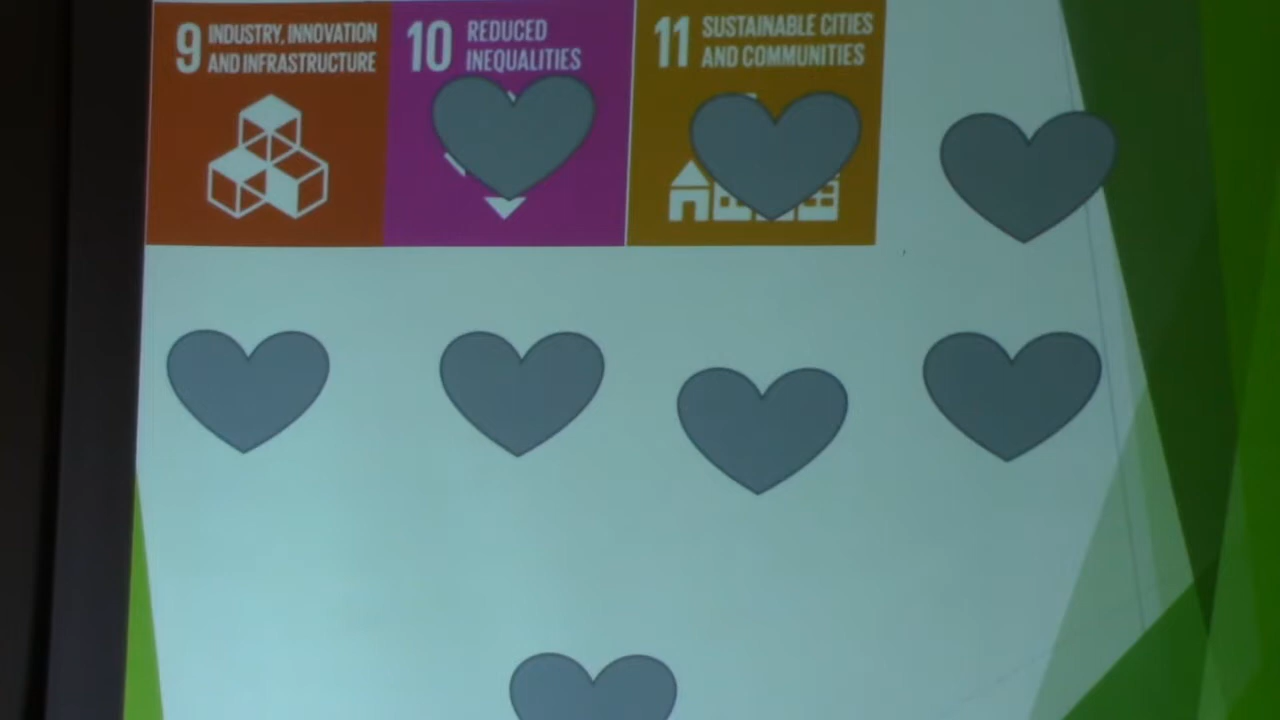 9 INDUSTRY, INNOVATION
AND INFRASTRUCTURE
10 REDUCED
INEQUALITIES
11 SUSTAINABLE CITIES
AND COMMUNITIES